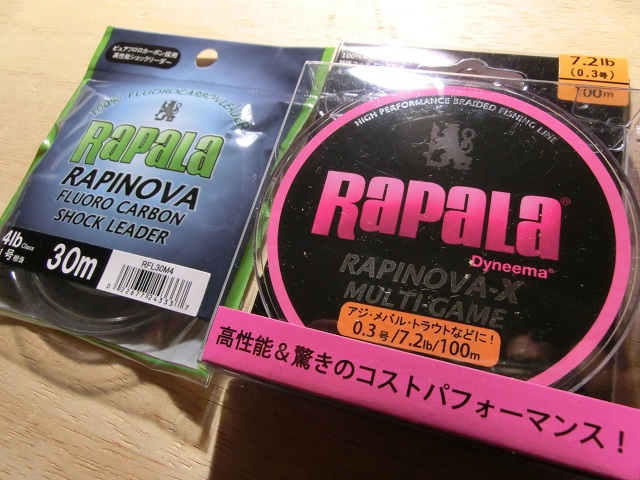 ピュアフロロカーボン採用
高性能ショックリーダー
100% FLUOROCARBON LEADER
Rapala
RAPINOVA
FLUORO CARBON
SHOCK LEADER
4lb Class
号相当
30m
RFL30M4
7.2lb
(0.3号)
100m
HIGH PERFORMANCE BRAIDED FISHING LINE
Rapala®
Dyneema®
RAPINOVA-X
MULTI-GAME
アジ・メバル・トラウトなどに!
0.3号/7.2lb/100m
高性能&驚きのコストパフォーマンス!